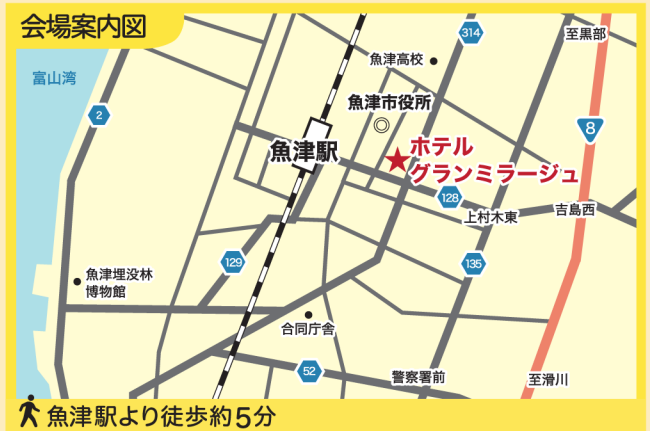 会場案内図
314
至黒部
魚津高校
富山湾
2
魚津市役所
8
魚津駅
ホテル
グランミラージュ
128
上村木東
吉島西
129
135
魚津埋没林
博物館
合同庁舎
52
警察署前
至滑川
魚津駅より徒歩約5分